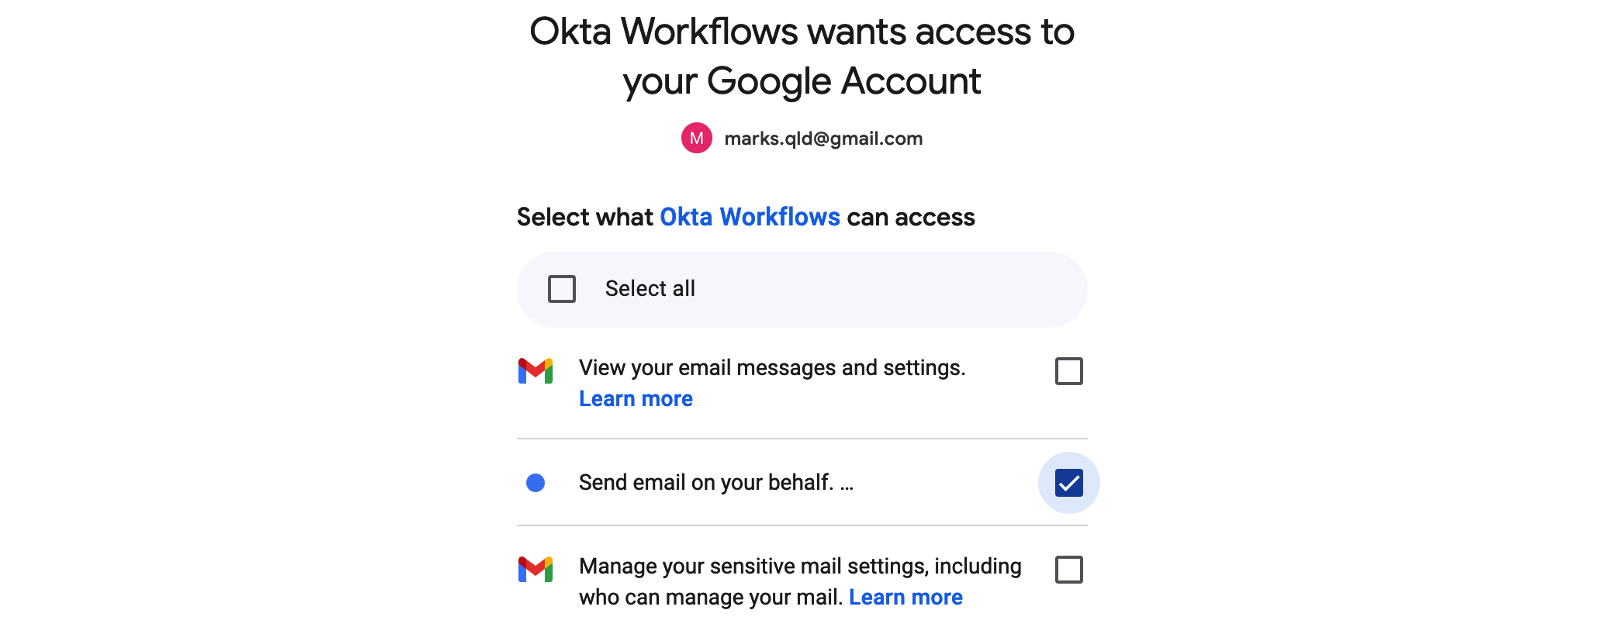 Okta Workflows wants access to
your Google Account
M marks.qld@gmail.com
Select what Okta Workflows can access
Select all
View your email messages and settings.
Learn more
Send email on your behalf. ...
Manage your sensitive mail settings, including
who can manage your mail. Learn more